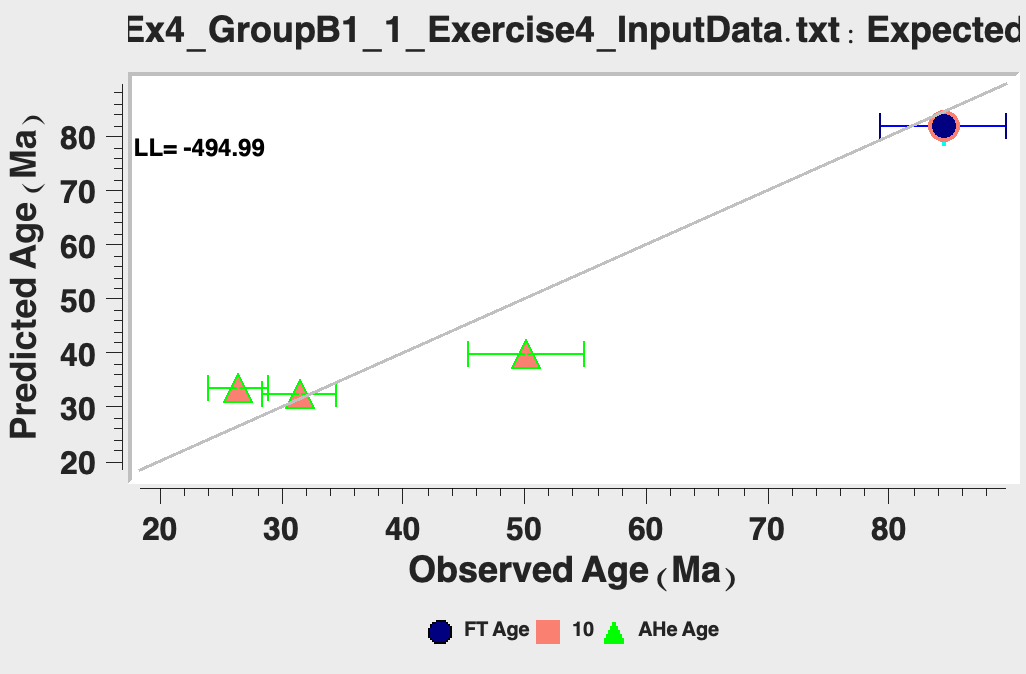 Ex4_GroupB1_1_Exercise4_InputData.txt : Expected
Predicted Age (Ma)
80
70
60
50
40
30
20
LL= -494.99
20 30 40 50 60 70 80
Observed Age (Ma)
FT Age 10 AHe Age